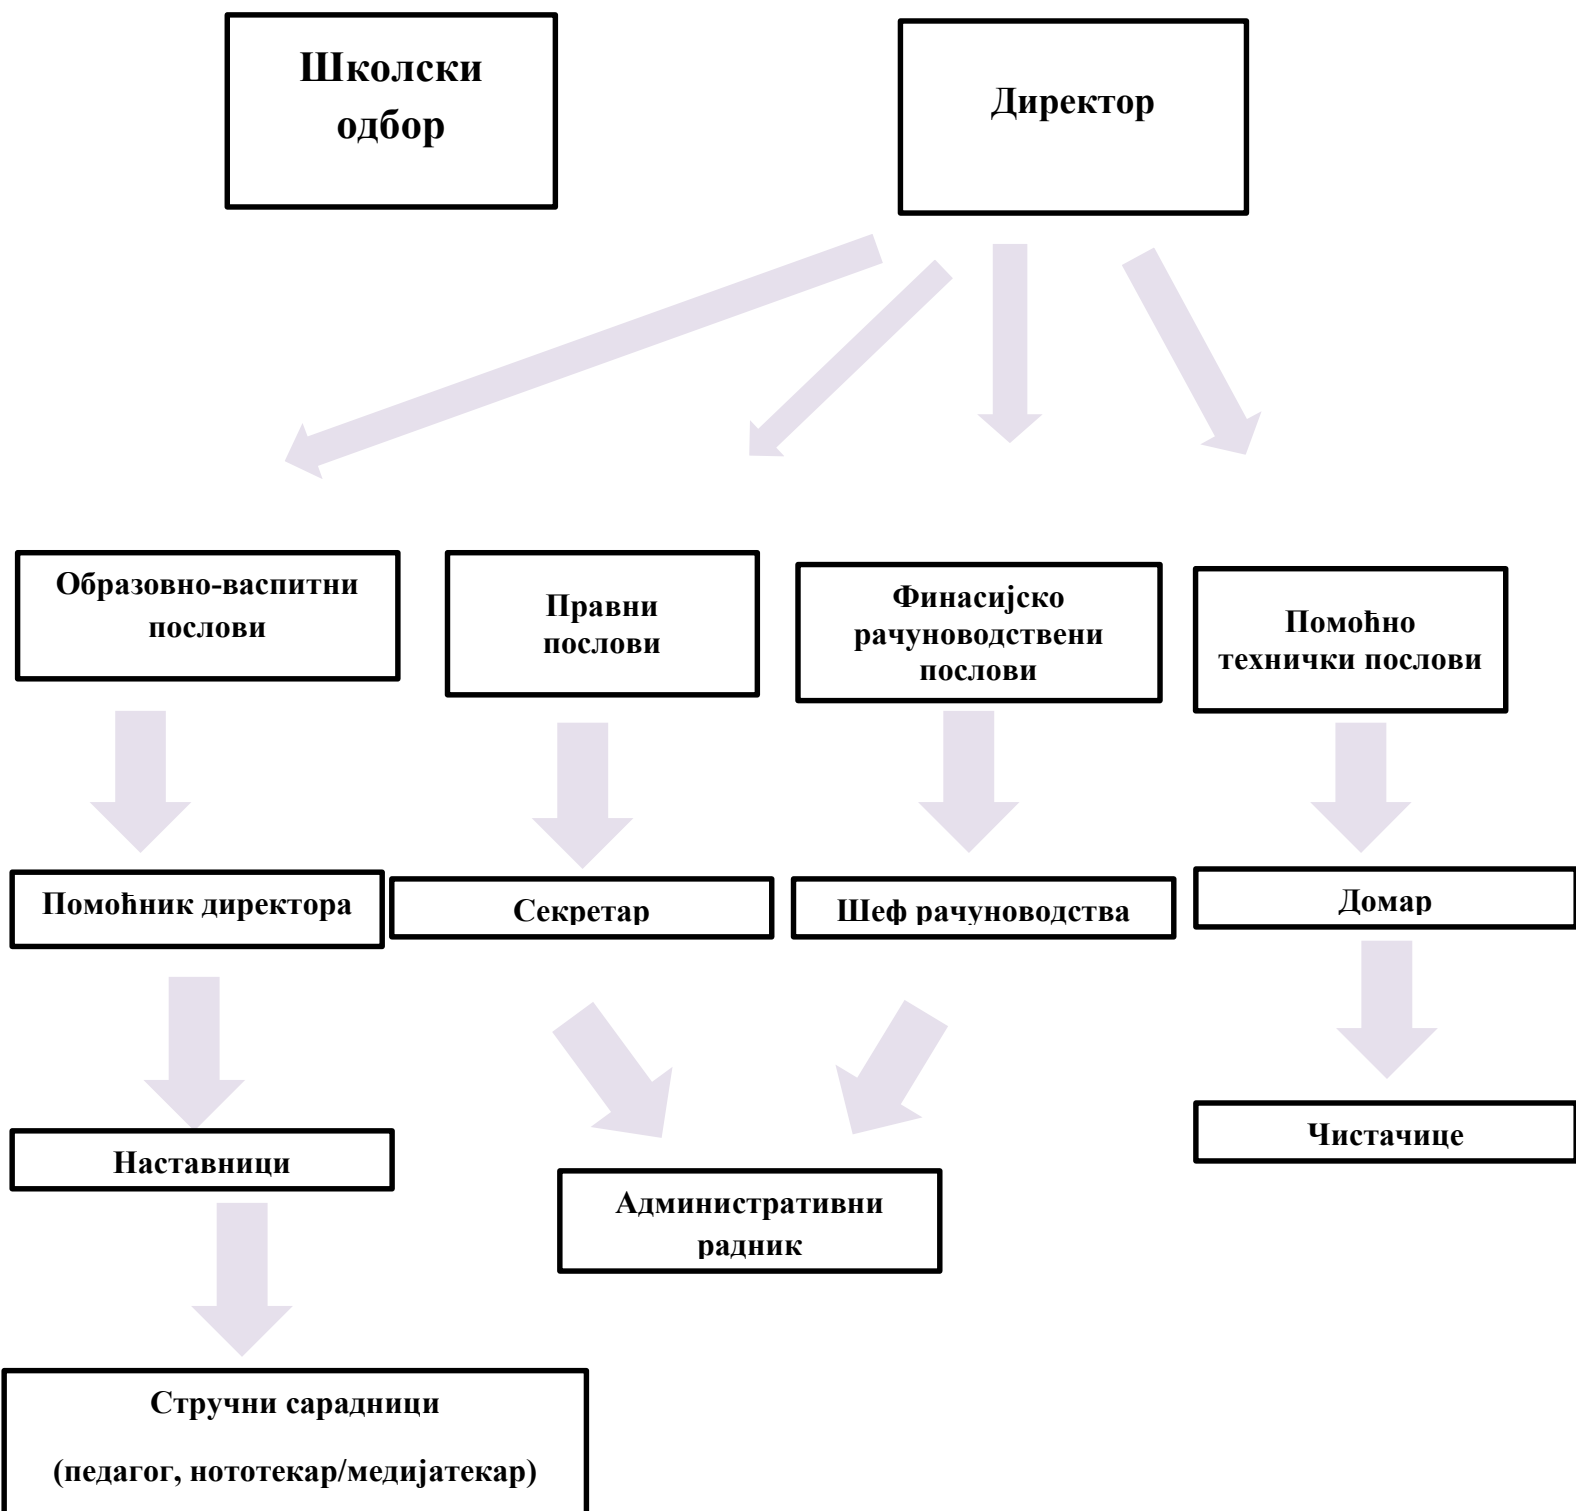 Школски
одбор
Директор
Образовно-васпитни
послови
Правни
послови
Финасијско
рачуноводствени
послови
Помоћно
технички послови
Помоћник директора
Секретар
Шеф рачуноводства
Домар
Наставници
Административни
радник
Чистачице
Стручни сарадници
(педагог, нототекар/медијатекар)